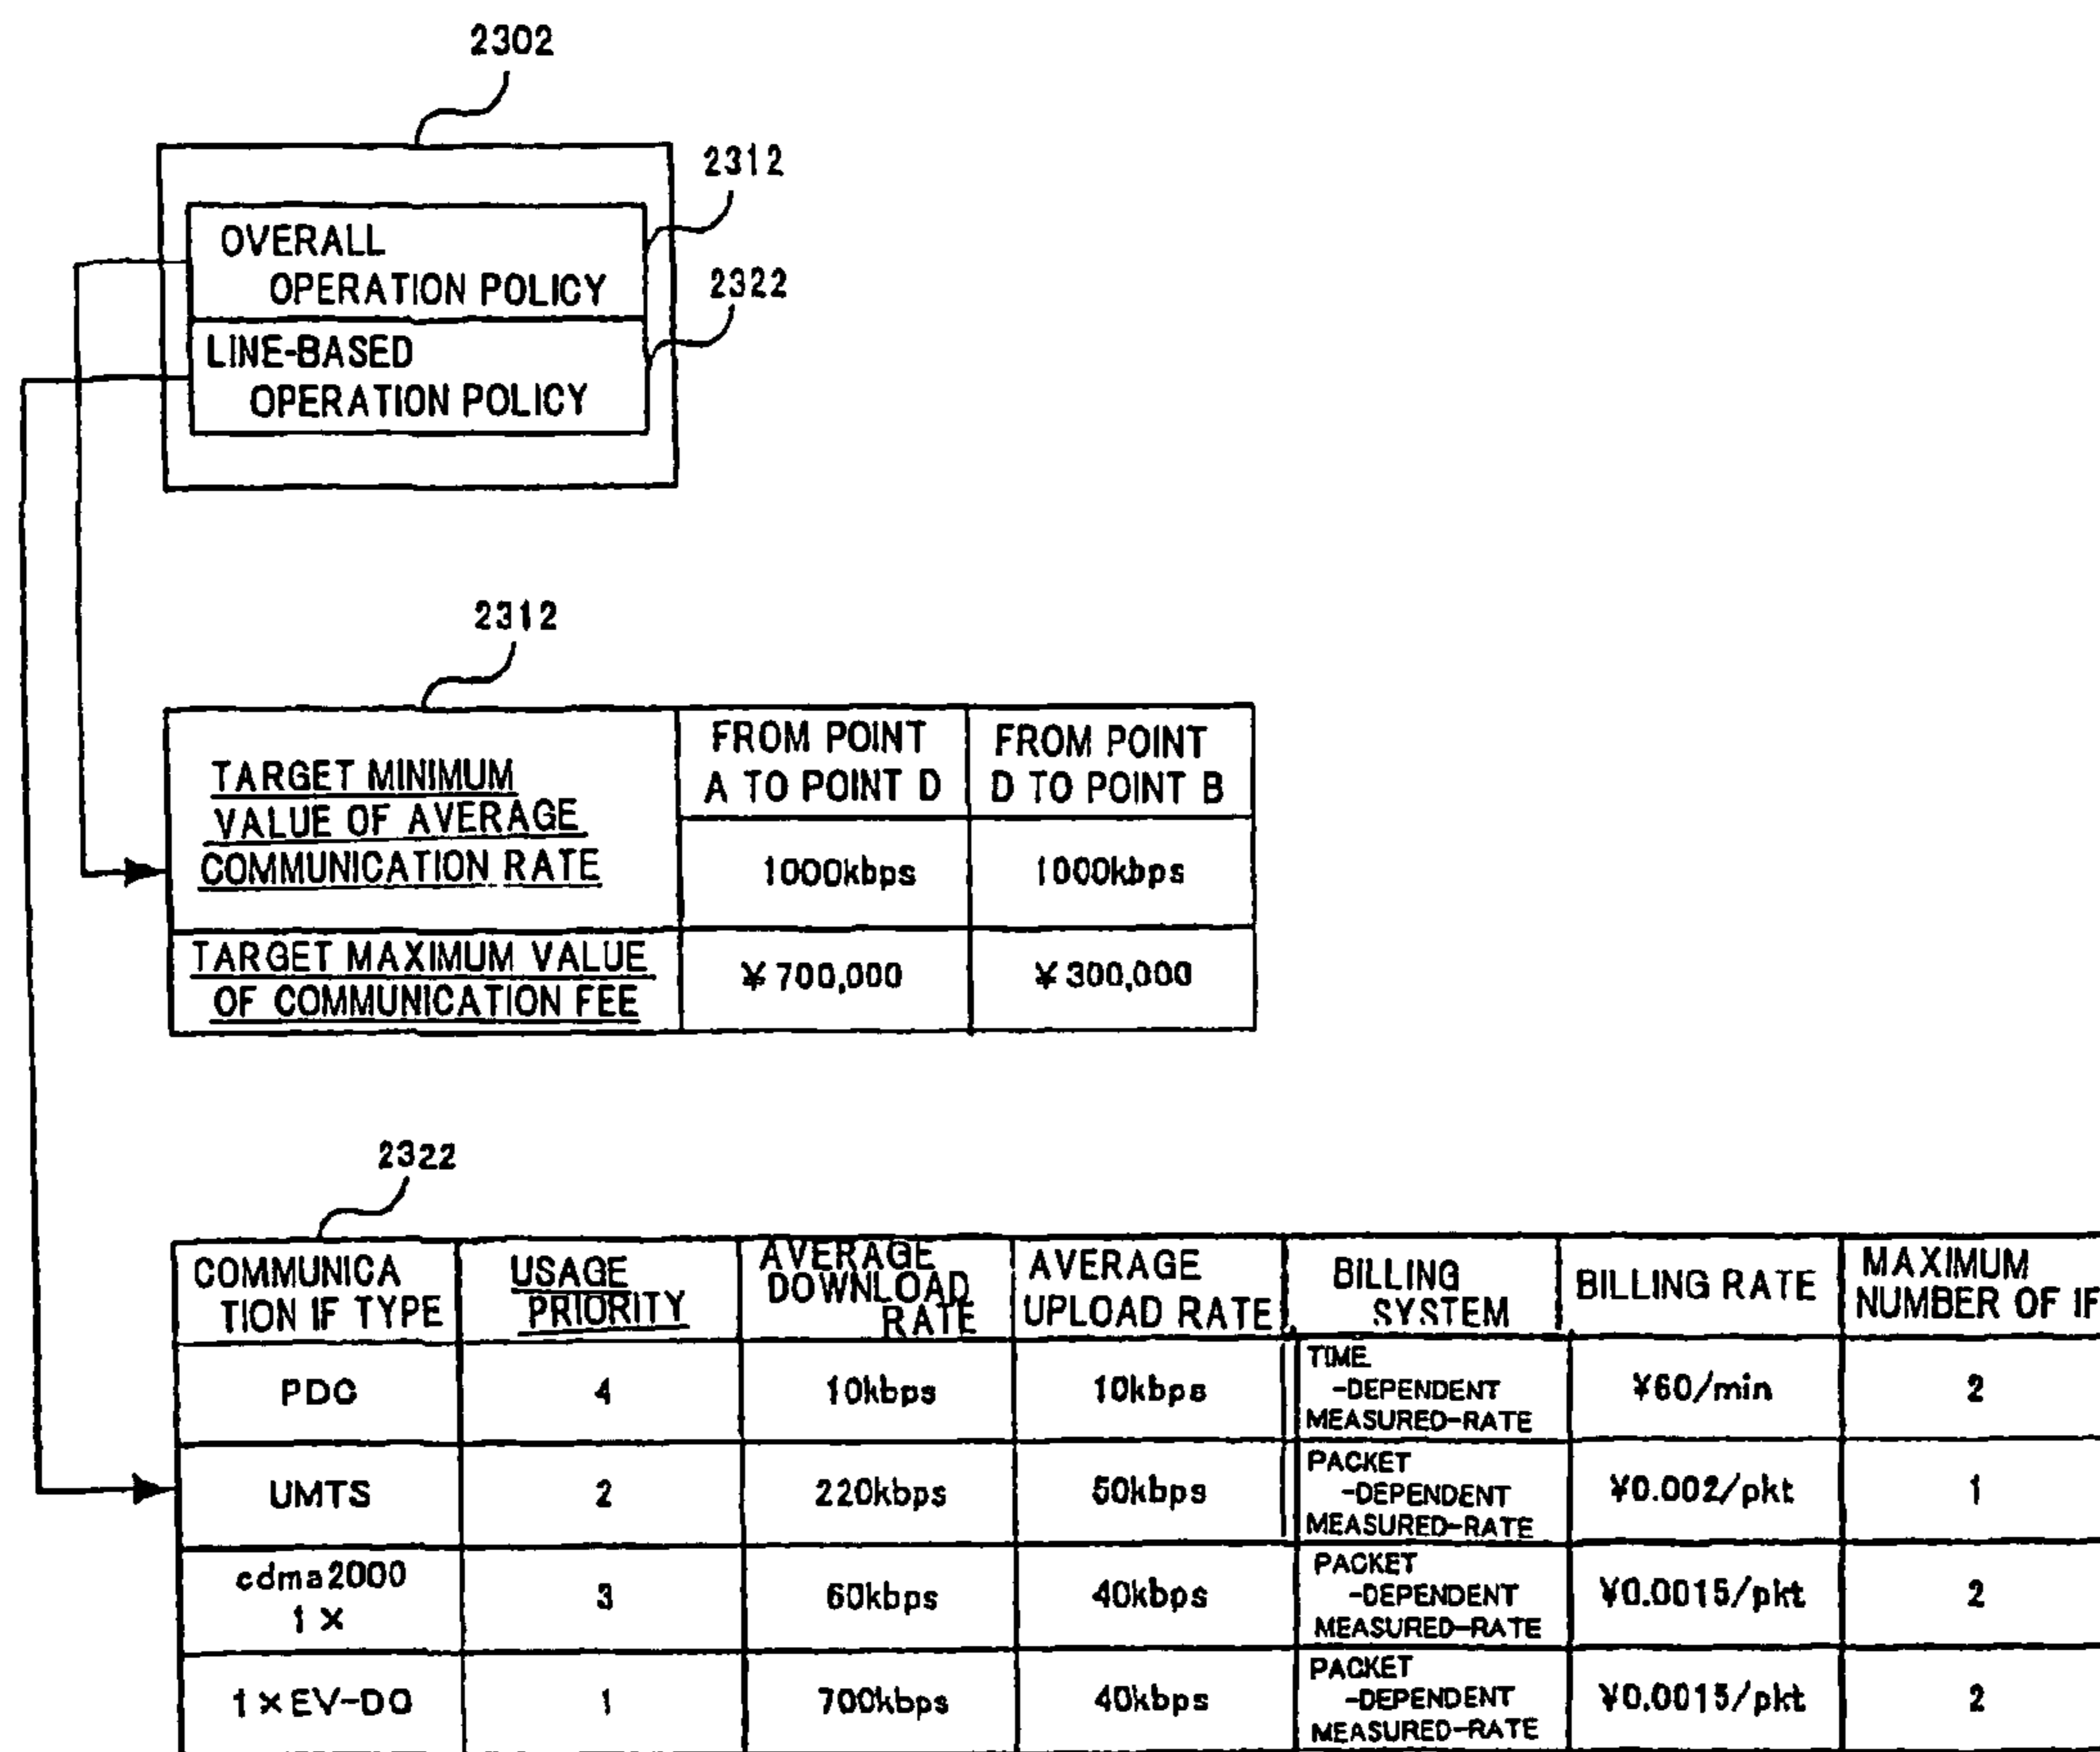 2302
2312
OVERALL
OPERATION POLICY
2322
LINE-BASED
OPERATION POLICY
2312
TARGET MINIMUM
VALUE OF AVERAGE
COMMUNICATION RATE
FROM POINT
A TO POINT D
FROM POINT
D TO POINT B
1000kbps
1000kbps
TARGET MAXIMUM VALUE
OF COMMUNICATION FEE
¥700,000
¥300,000
2322
COMMUNICA
TION IF TYPE
USAGE
PRIORITY
AVERAGE
DOWNLOAD
RATE
AVERAGE
UPLOAD RATE
BILLING
SYSTEM
BILLING RATE
MAXIMUM
NUMBER OF IF
PDC
4
10kbps
10kbps
TIME
-DEPENDENT
MEASURED-RATE
¥60/min
2
UMTS
2
220kbps
50kbps
PACKET
-DEPENDENT
MEASURED-RATE
¥0.002/pkt
1
cdma2000
1×
3
60kbps
40kbps
PACKET
-DEPENDENT
MEASURED-RATE
¥0.0015/pkt
2
1×EV-DO
1
700kbps
40kbps
PACKET
-DEPENDENT
MEASURED-RATE
¥0.0015/pkt
2